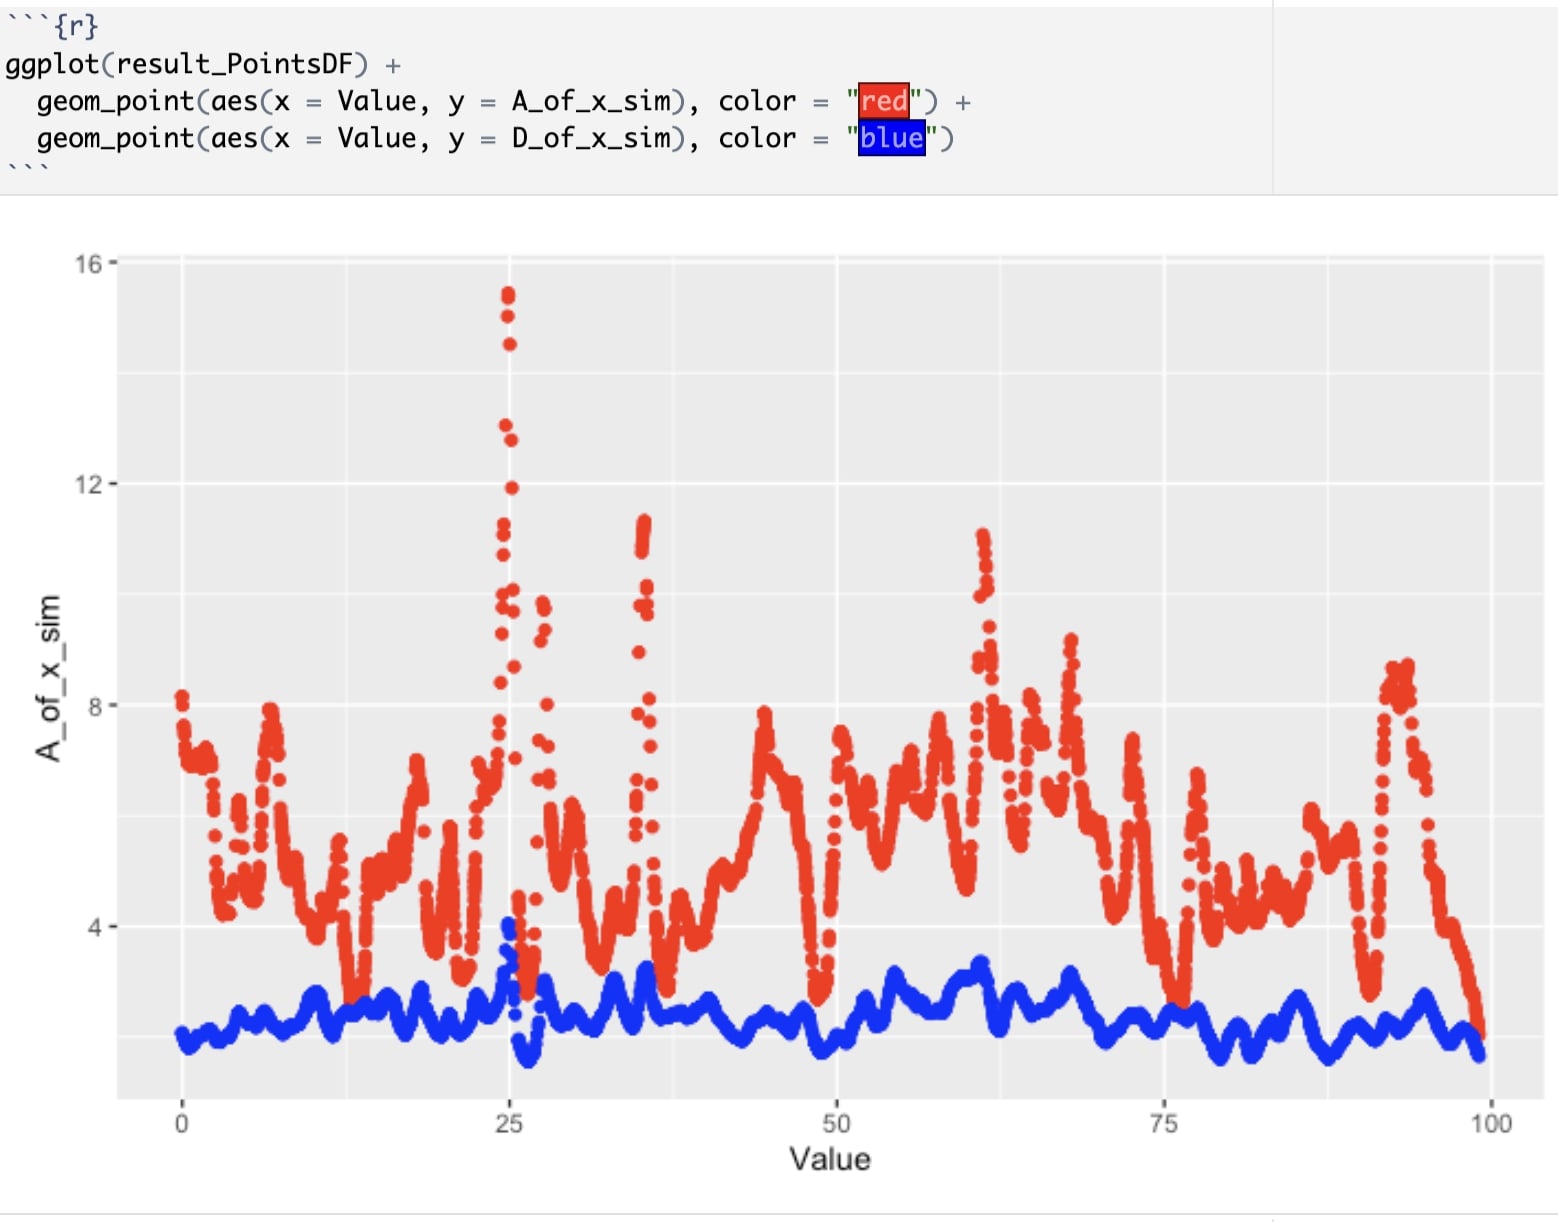 ```{r}
ggplot(result_PointsDF) +
  geom_point(aes(x = Value, y = A_of_x_sim), color = "red") +
  geom_point(aes(x = Value, y = D_of_x_sim), color = "blue")
```
16
12
8
4
A_of_x_sim
0 25 50 75 100
Value